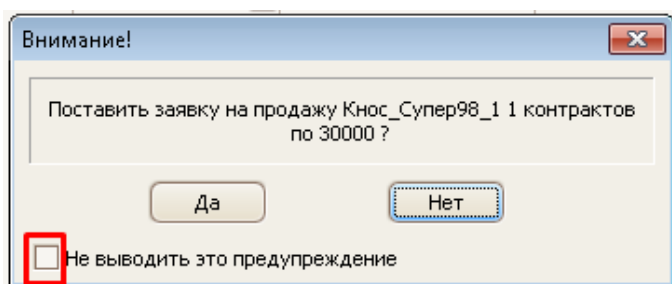 Внимание!
Поставить заявку на продажу Кнос_Супер98_1 1 контрактов
по 30000 ?
Да
Нет
Не выводить это предупреждение